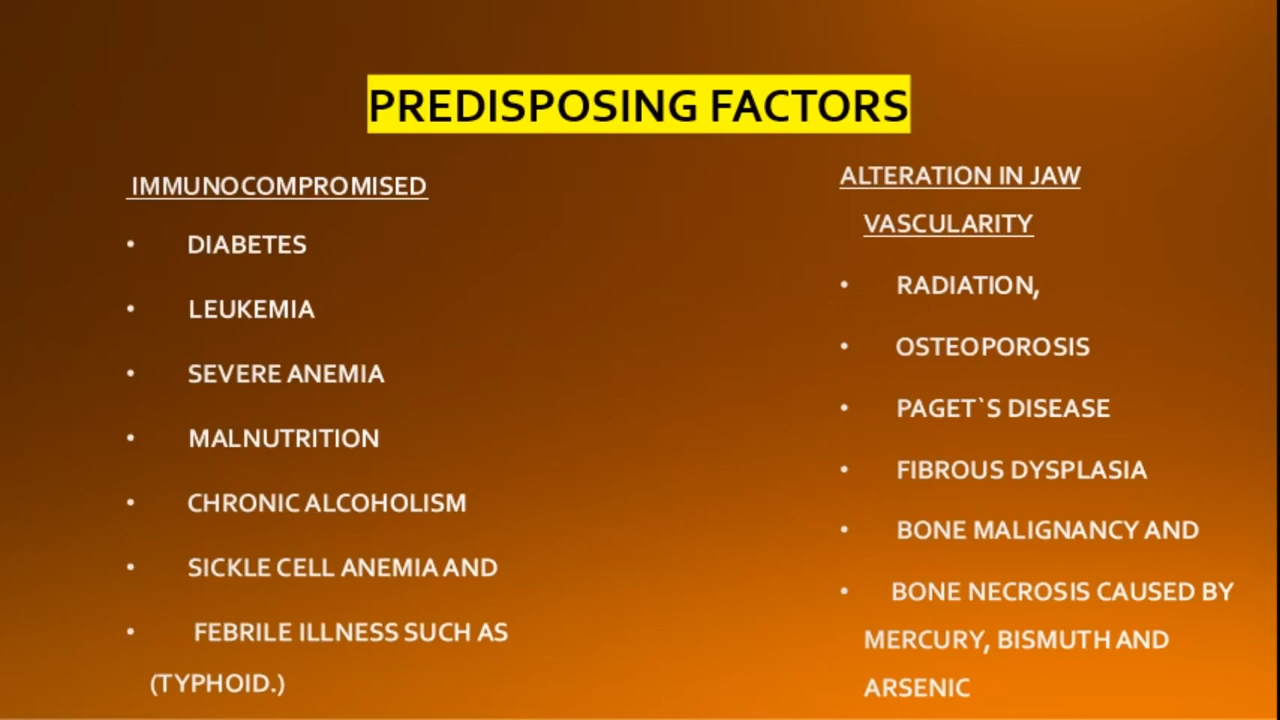 PREDISPOSING FACTORS
IMMUNOCOMPROMISED
• DIABETES
• LEUKEMIA
• SEVERE ANEMIA
• MALNUTRITION
• CHRONIC ALCOHOLISM
• SICKLE CELL ANEMIA AND
• FEBRILE ILLNESS SUCH AS
(TYPHOID.)
ALTERATION IN JAW
VASCULARITY
• RADIATION,
• OSTEOPOROSIS
• PAGET`S DISEASE
• FIBROUS DYSPLASIA
• BONE MALIGNANCY AND
• BONE NECROSIS CAUSED BY
MERCURY, BISMUTH AND
ARSENIC